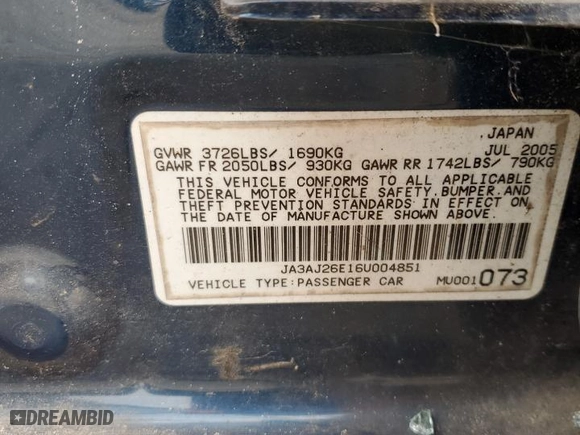 JAPAN
GVWR 3726LBS/ 1690KG JUL 2005
GAWR FR 2050LBS/ 930KG GAWR RR 1742LBS/ 790KG
THIS VEHICLE CONFORMS TO ALL APPLICABLE
FEDERAL MOTOR VEHICLE SAFETY, BUMPER, AND
THEFT PREVENTION STANDARDS IN EFFECT ON
THE DATE OF MANUFACTURE SHOWN ABOVE.
JA3AJ26E16U004851
VEHICLE TYPE:PASSENGER CAR MU001073
DREAMBID